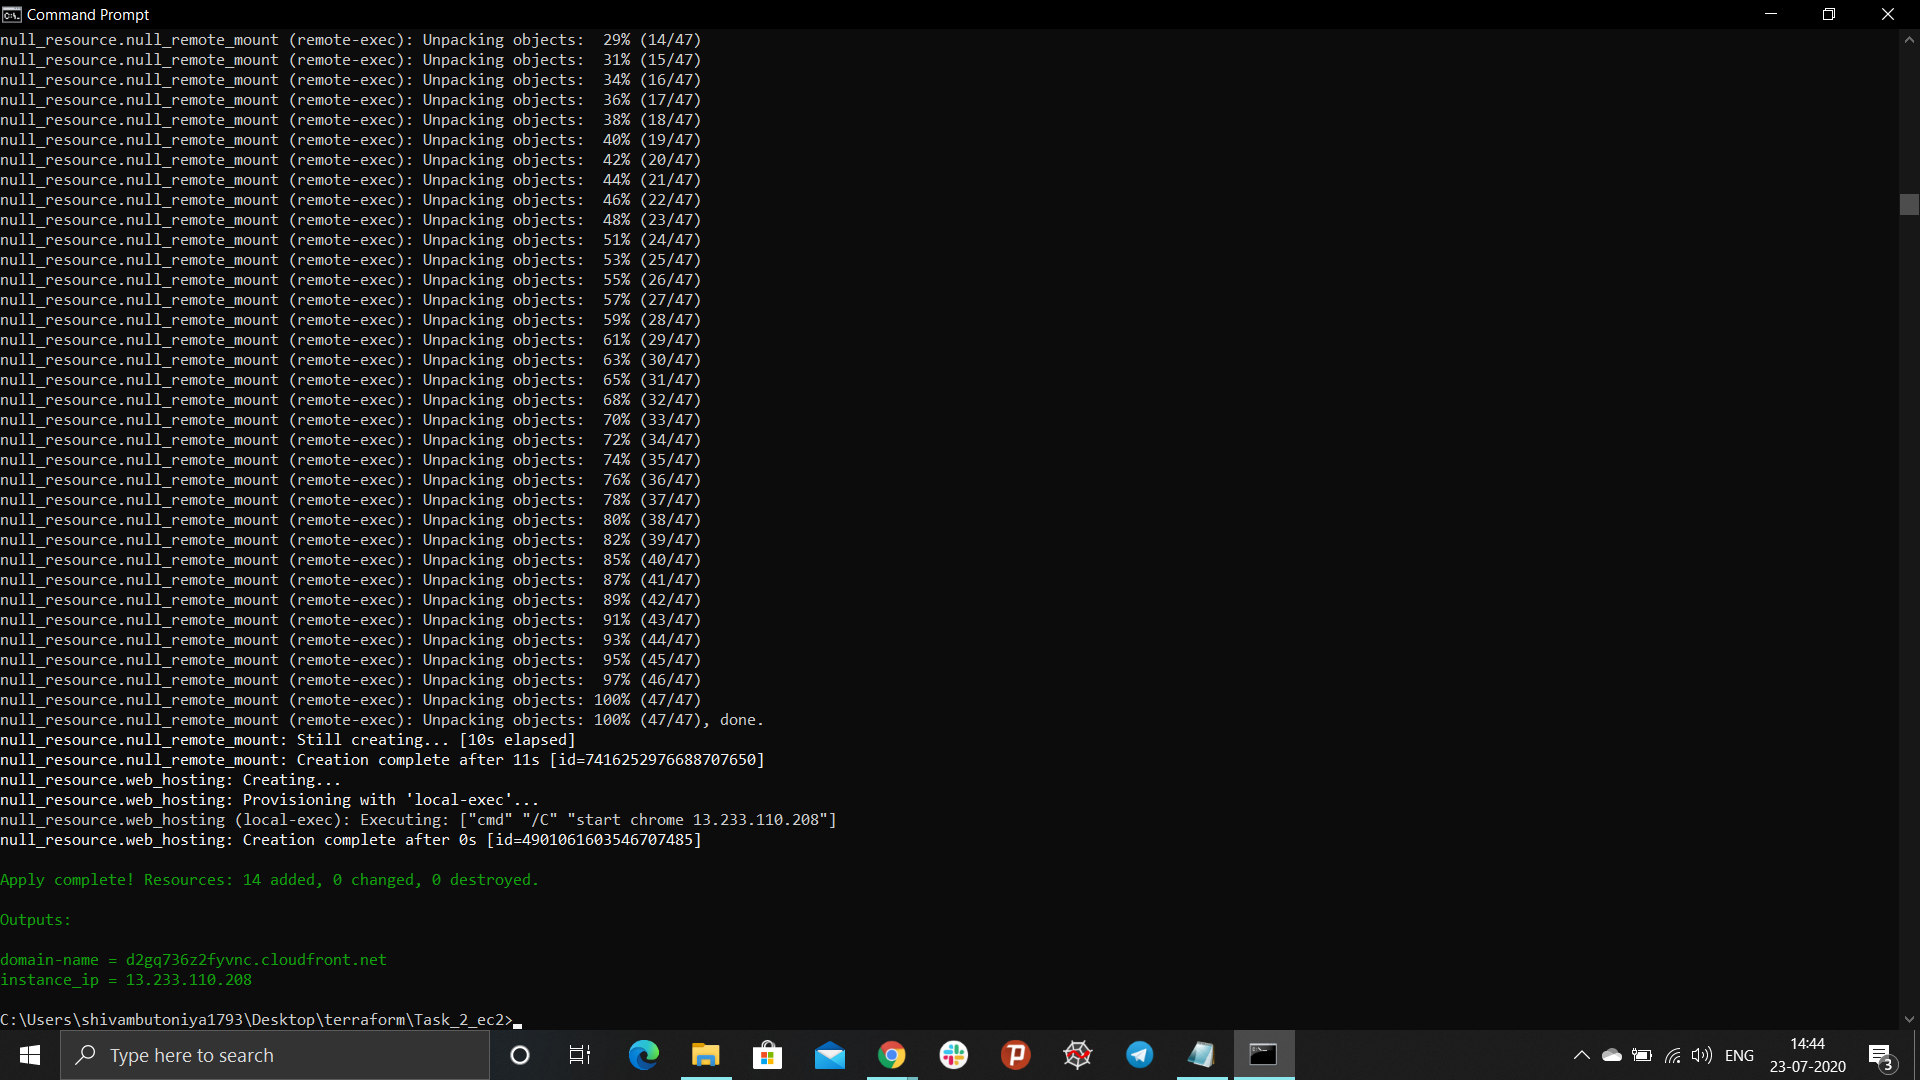 Command Prompt
null_resource.null_remote_mount (remote-exec): Unpacking objects:  29% (14/47)
null_resource.null_remote_mount (remote-exec): Unpacking objects:  31% (15/47)
null_resource.null_remote_mount (remote-exec): Unpacking objects:  34% (16/47)
null_resource.null_remote_mount (remote-exec): Unpacking objects:  36% (17/47)
null_resource.null_remote_mount (remote-exec): Unpacking objects:  38% (18/47)
null_resource.null_remote_mount (remote-exec): Unpacking objects:  40% (19/47)
null_resource.null_remote_mount (remote-exec): Unpacking objects:  42% (20/47)
null_resource.null_remote_mount (remote-exec): Unpacking objects:  44% (21/47)
null_resource.null_remote_mount (remote-exec): Unpacking objects:  46% (22/47)
null_resource.null_remote_mount (remote-exec): Unpacking objects:  48% (23/47)
null_resource.null_remote_mount (remote-exec): Unpacking objects:  51% (24/47)
null_resource.null_remote_mount (remote-exec): Unpacking objects:  53% (25/47)
null_resource.null_remote_mount (remote-exec): Unpacking objects:  55% (26/47)
null_resource.null_remote_mount (remote-exec): Unpacking objects:  57% (27/47)
null_resource.null_remote_mount (remote-exec): Unpacking objects:  59% (28/47)
null_resource.null_remote_mount (remote-exec): Unpacking objects:  61% (29/47)
null_resource.null_remote_mount (remote-exec): Unpacking objects:  63% (30/47)
null_resource.null_remote_mount (remote-exec): Unpacking objects:  65% (31/47)
null_resource.null_remote_mount (remote-exec): Unpacking objects:  68% (32/47)
null_resource.null_remote_mount (remote-exec): Unpacking objects:  70% (33/47)
null_resource.null_remote_mount (remote-exec): Unpacking objects:  72% (34/47)
null_resource.null_remote_mount (remote-exec): Unpacking objects:  74% (35/47)
null_resource.null_remote_mount (remote-exec): Unpacking objects:  76% (36/47)
null_resource.null_remote_mount (remote-exec): Unpacking objects:  78% (37/47)
null_resource.null_remote_mount (remote-exec): Unpacking objects:  80% (38/47)
null_resource.null_remote_mount (remote-exec): Unpacking objects:  82% (39/47)
null_resource.null_remote_mount (remote-exec): Unpacking objects:  85% (40/47)
null_resource.null_remote_mount (remote-exec): Unpacking objects:  87% (41/47)
null_resource.null_remote_mount (remote-exec): Unpacking objects:  89% (42/47)
null_resource.null_remote_mount (remote-exec): Unpacking objects:  91% (43/47)
null_resource.null_remote_mount (remote-exec): Unpacking objects:  93% (44/47)
null_resource.null_remote_mount (remote-exec): Unpacking objects:  95% (45/47)
null_resource.null_remote_mount (remote-exec): Unpacking objects:  97% (46/47)
null_resource.null_remote_mount (remote-exec): Unpacking objects: 100% (47/47)
null_resource.null_remote_mount (remote-exec): Unpacking objects: 100% (47/47), done.
null_resource.null_remote_mount: Still creating... [10s elapsed]
null_resource.null_remote_mount: Creation complete after 11s [id=7416252976688707650]
null_resource.web_hosting: Creating...
null_resource.web_hosting: Provisioning with 'local-exec'...
null_resource.web_hosting (local-exec): Executing: ["cmd" "/C" "start chrome 13.233.110.208"]
null_resource.web_hosting: Creation complete after 0s [id=4901061603546707485]
Apply complete! Resources: 14 added, 0 changed, 0 destroyed.
Outputs:
domain-name = d2gq736z2fyvnc.cloudfront.net
instance_ip = 13.233.110.208
C:\Users\shivambutoniya1793\Desktop\terraform\Task_2_ec2>
Type here to search
ENG
14:44
23-07-2020
3